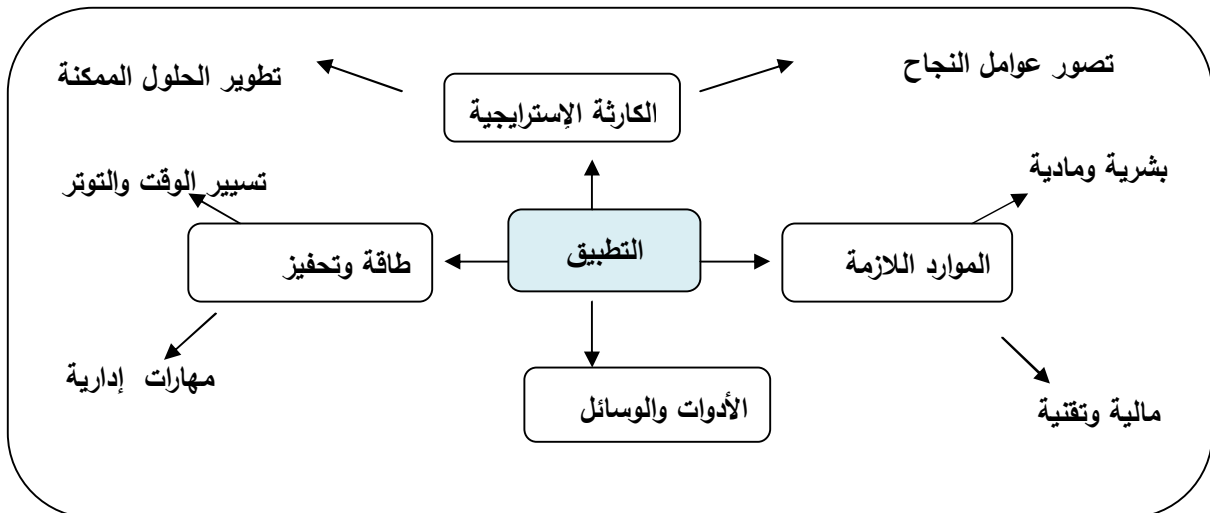 تصور عوامل النجاح
تطوير الحلول الممكنة
الكارثة الإسترايجية
بشرية ومادية
تسيير الوقت والتوتر
التطبيق
الموارد اللازمة
طاقة وتحفيز
مهارات إدارية
الأدوات والوسائل
مالية وتقنية